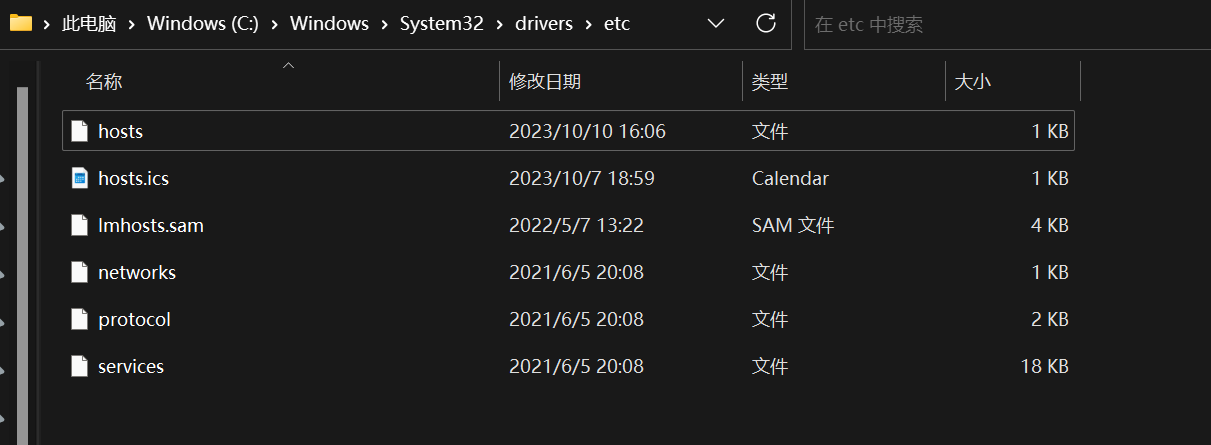 此电脑 > Windows (C:) > Windows > System32 > drivers > etc
在 etc 中搜索
名称 修改日期 类型 大小
hosts 2023/10/10 16:06 文件 1 KB
hosts.ics 2023/10/7 18:59 Calendar 1 KB
lmhosts.sam 2022/5/7 13:22 SAM 文件 4 KB
networks 2021/6/5 20:08 文件 1 KB
protocol 2021/6/5 20:08 文件 2 KB
services 2021/6/5 20:08 文件 18 KB